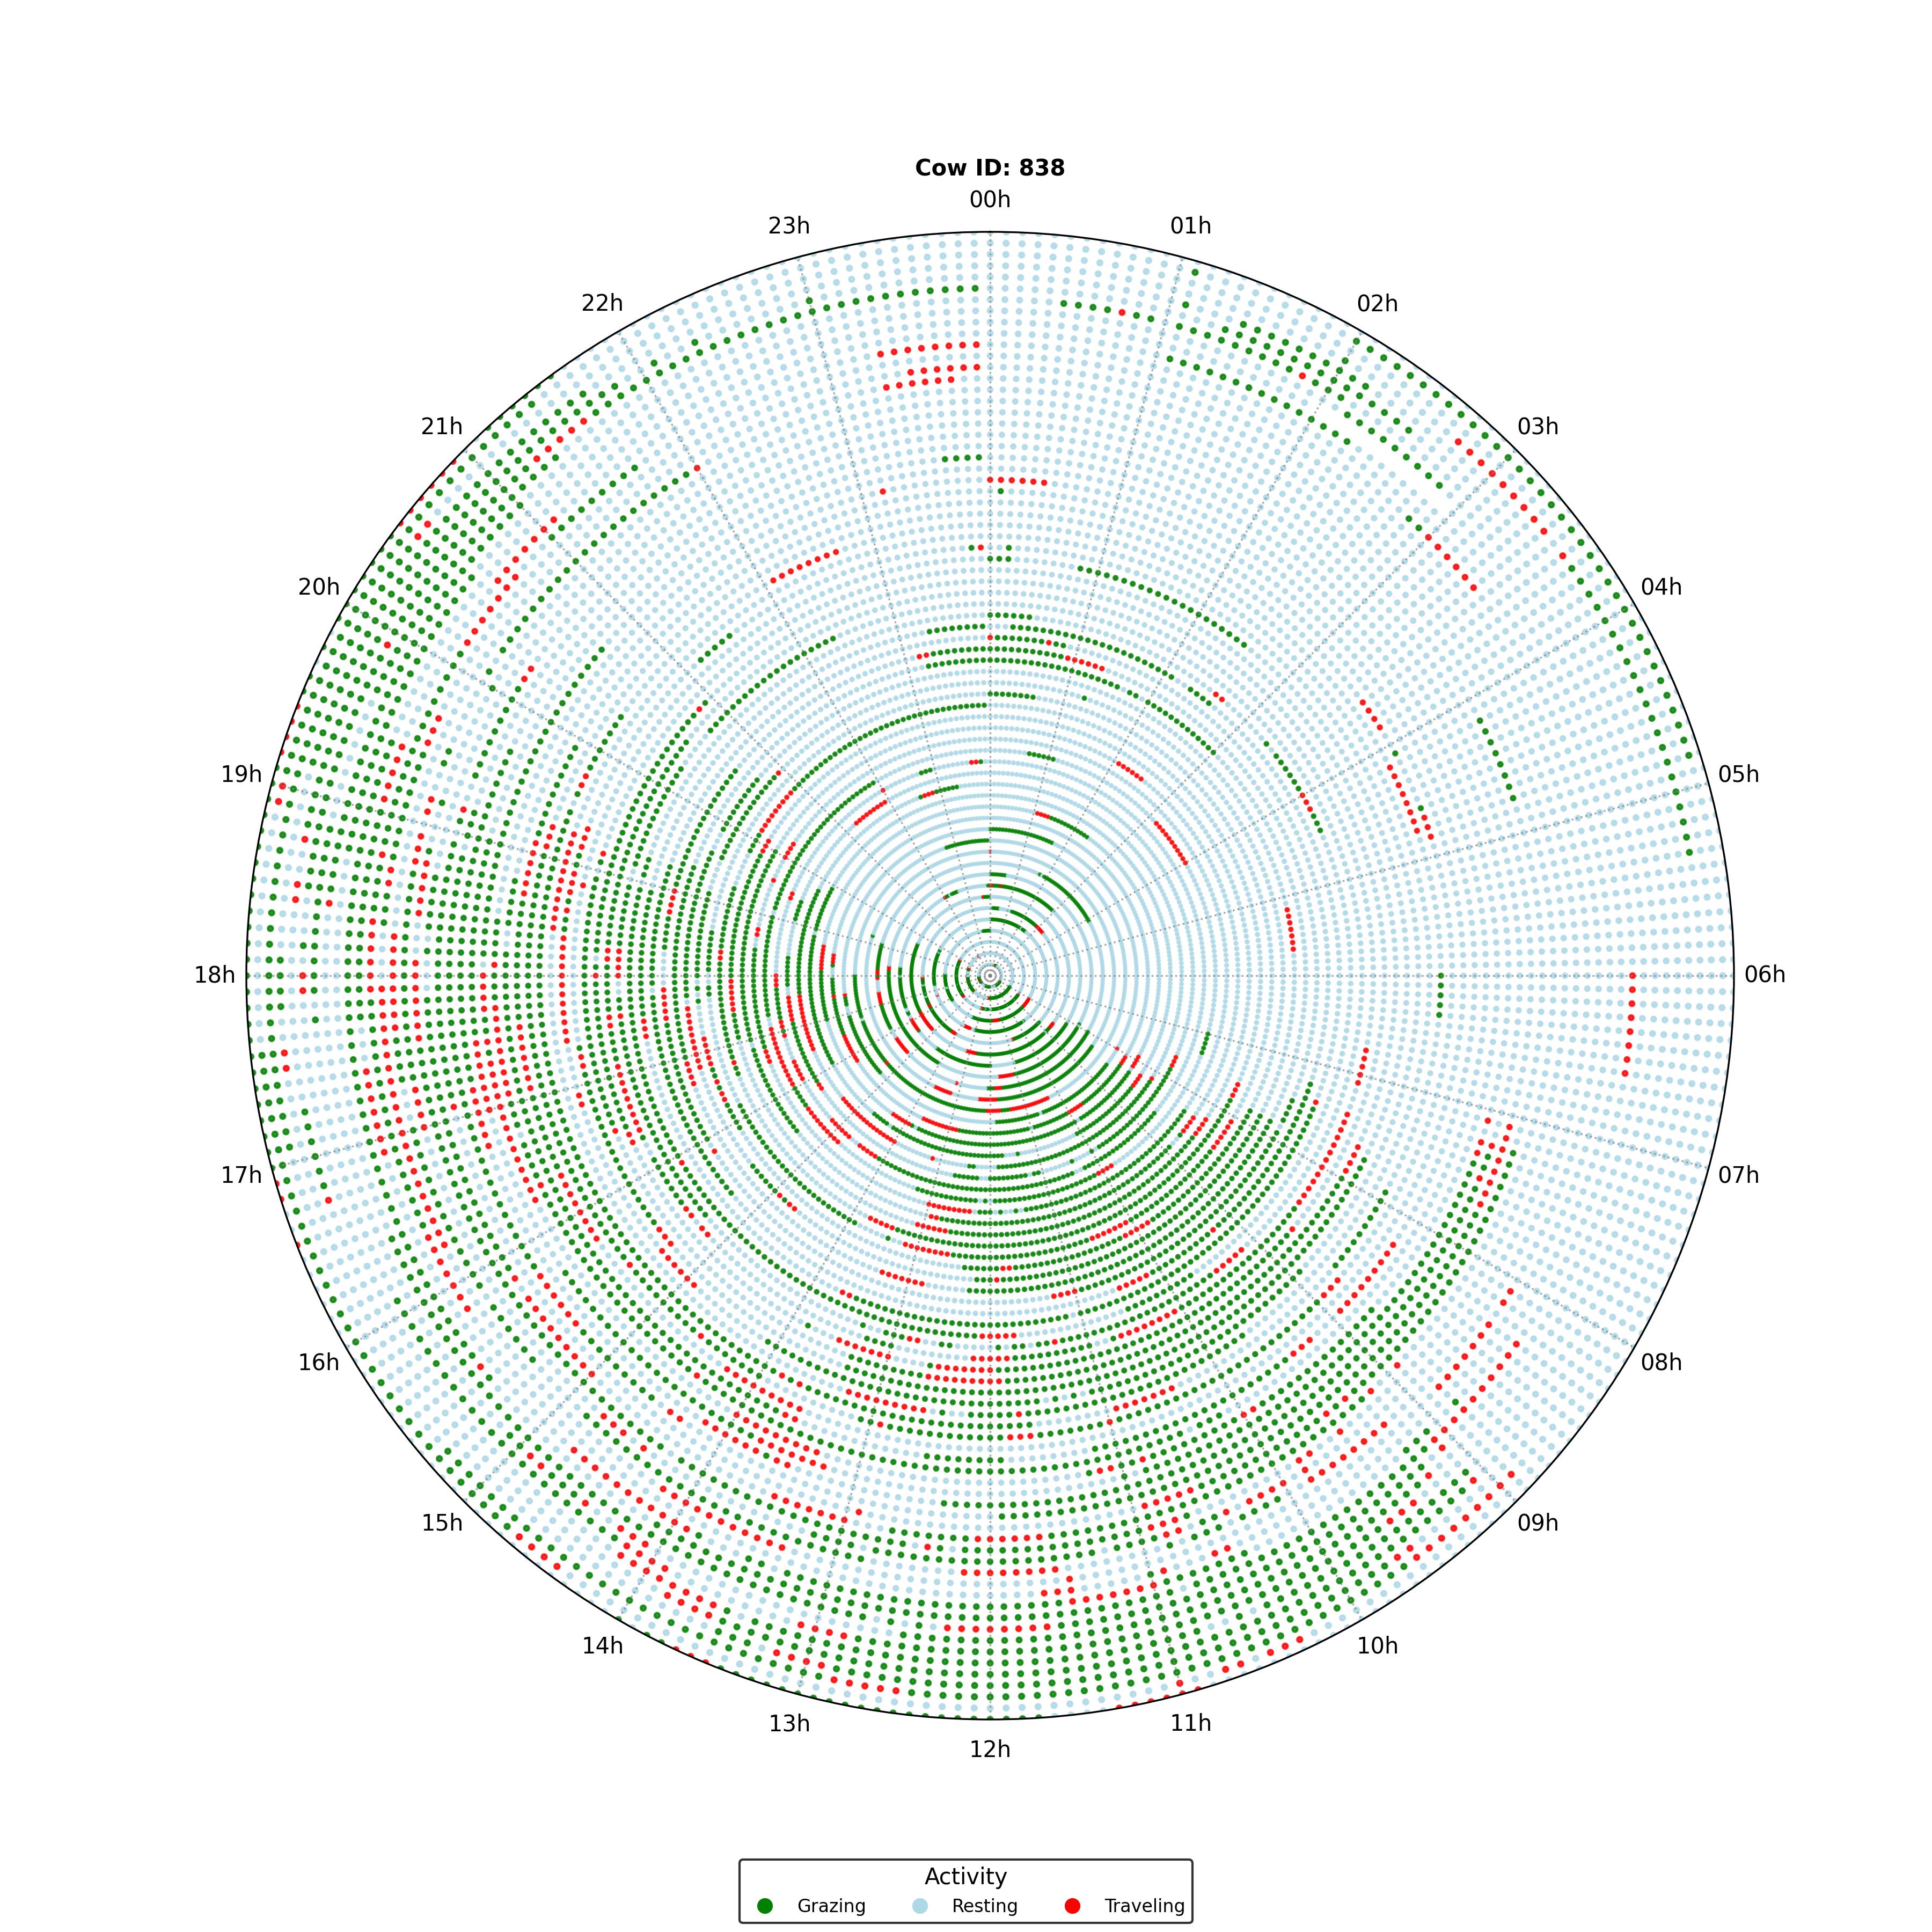 Cow ID: 838
00h
23h
01h
22h
02h
21h
03h
20h
04h
19h
05h
18h
06h
17h
07h
16h
08h
15h
09h
14h
10h
13h
11h
12h
Activity
Grazing Resting Traveling